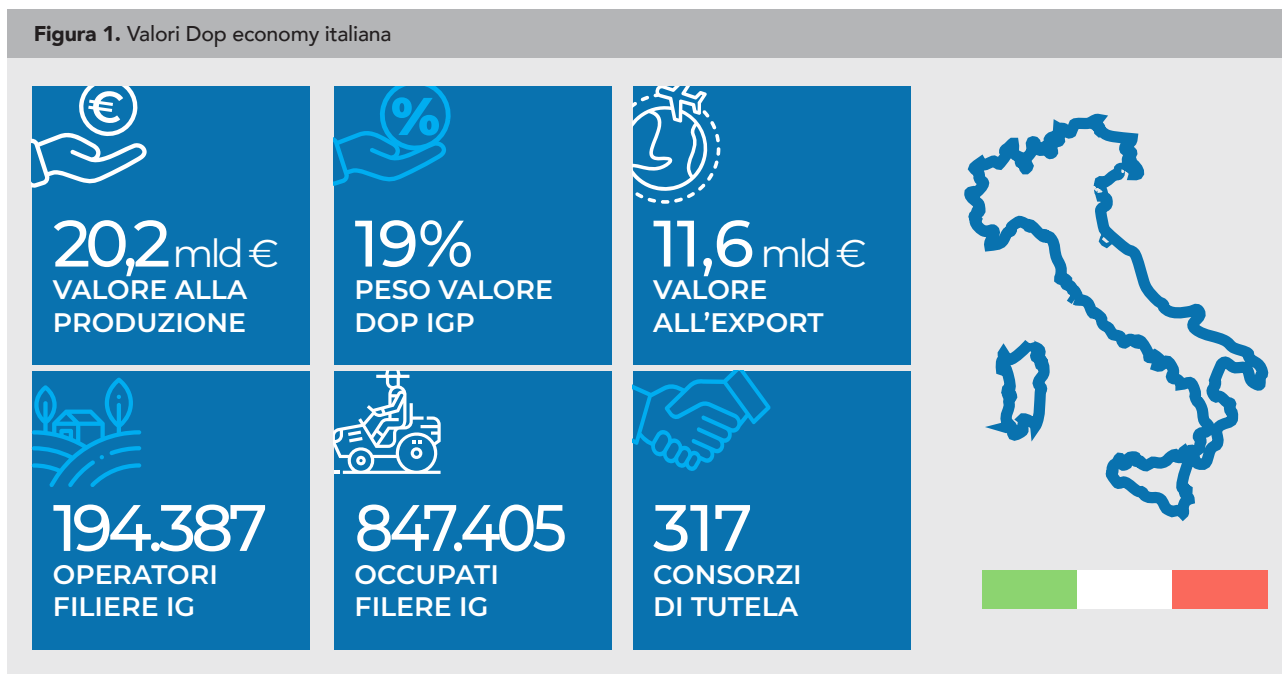 Figura 1. Valori Dop economy italiana
€
20,2 mld €
VALORE ALLA
PRODUZIONE
%
19%
PESO VALORE
DOP IGP
11,6 mld €
VALORE
ALL’EXPORT
194.387
OPERATORI
FILIERE IG
847.405
OCCUPATI
FILERE IG
317
CONSORZI
DI TUTELA